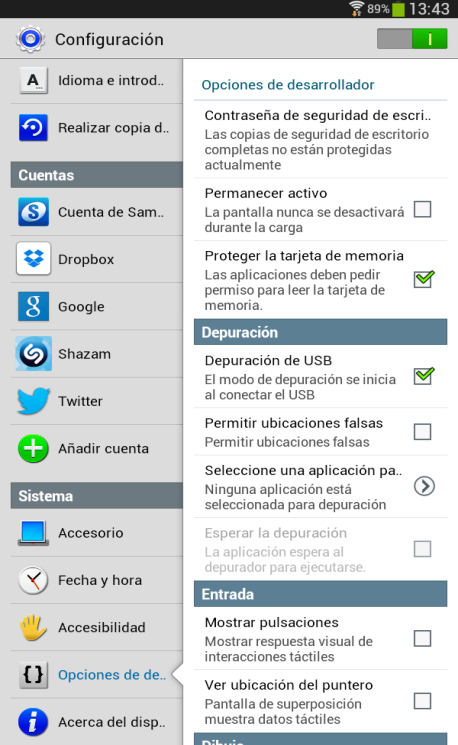 89% 13:43
Configuración
Idioma e introd..
Realizar copia d..
Cuentas
Cuenta de Sam..
Dropbox
Google
Shazam
Twitter
Añadir cuenta
Sistema
Accesorio
Fecha y hora
Accesibilidad
Opciones de de..
Acerca del disp..
Opciones de desarrollador
Contraseña de seguridad de escri..
Las copias de seguridad de escritorio
completas no están protegidas
actualmente
Permanecer activo
La pantalla nunca se desactivará
durante la carga
Proteger la tarjeta de memoria
Las aplicaciones deben pedir
permiso para leer la tarjeta de
memoria.
Depuración
Depuración de USB
El modo de depuración se inicia
al conectar el USB
Permitir ubicaciones falsas
Permitir ubicaciones falsas
Seleccione una aplicación pa..
Ninguna aplicación está
seleccionada para depuración
Esperar la depuración
La aplicación espera al
depurador para ejecutarse.
Entrada
Mostrar pulsaciones
Mostrar respuesta visual de
interacciones táctiles
Ver ubicación del puntero
Pantalla de superposición
muestra datos táctiles
Dibujo